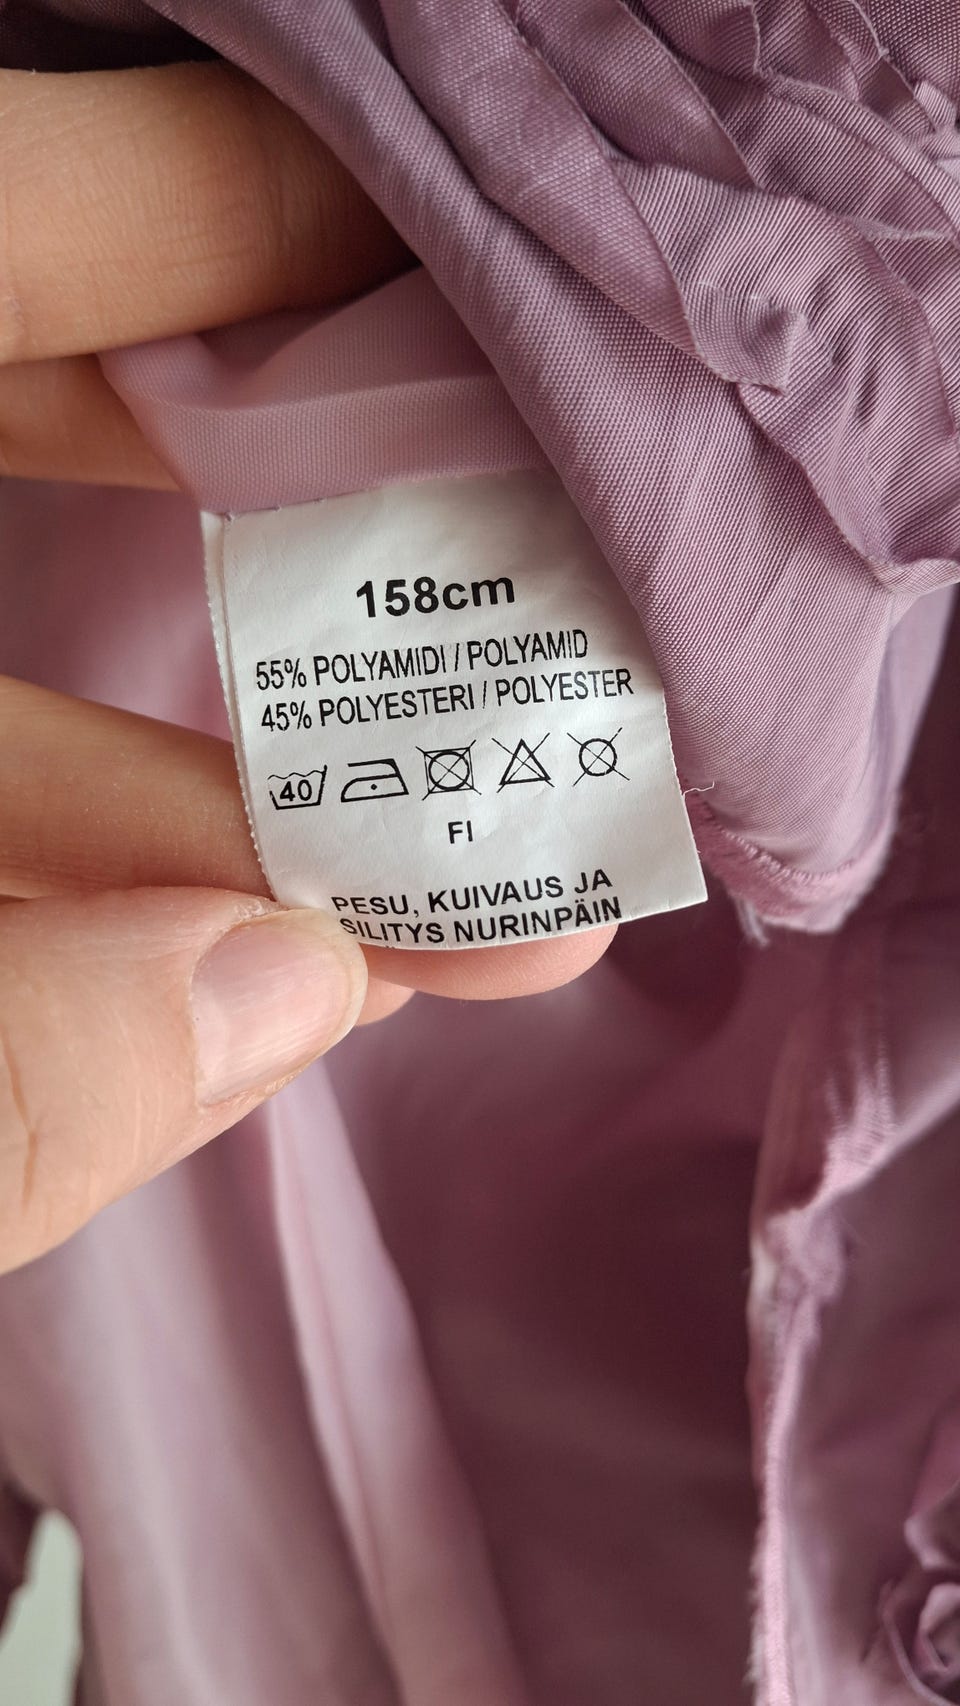 158cm
55% POLYAMIDI / POLYAMID
45% POLYESTERI / POLYESTER
40
FI
PESU, KUIVAUS JA
SILITYS NURINPÄIN